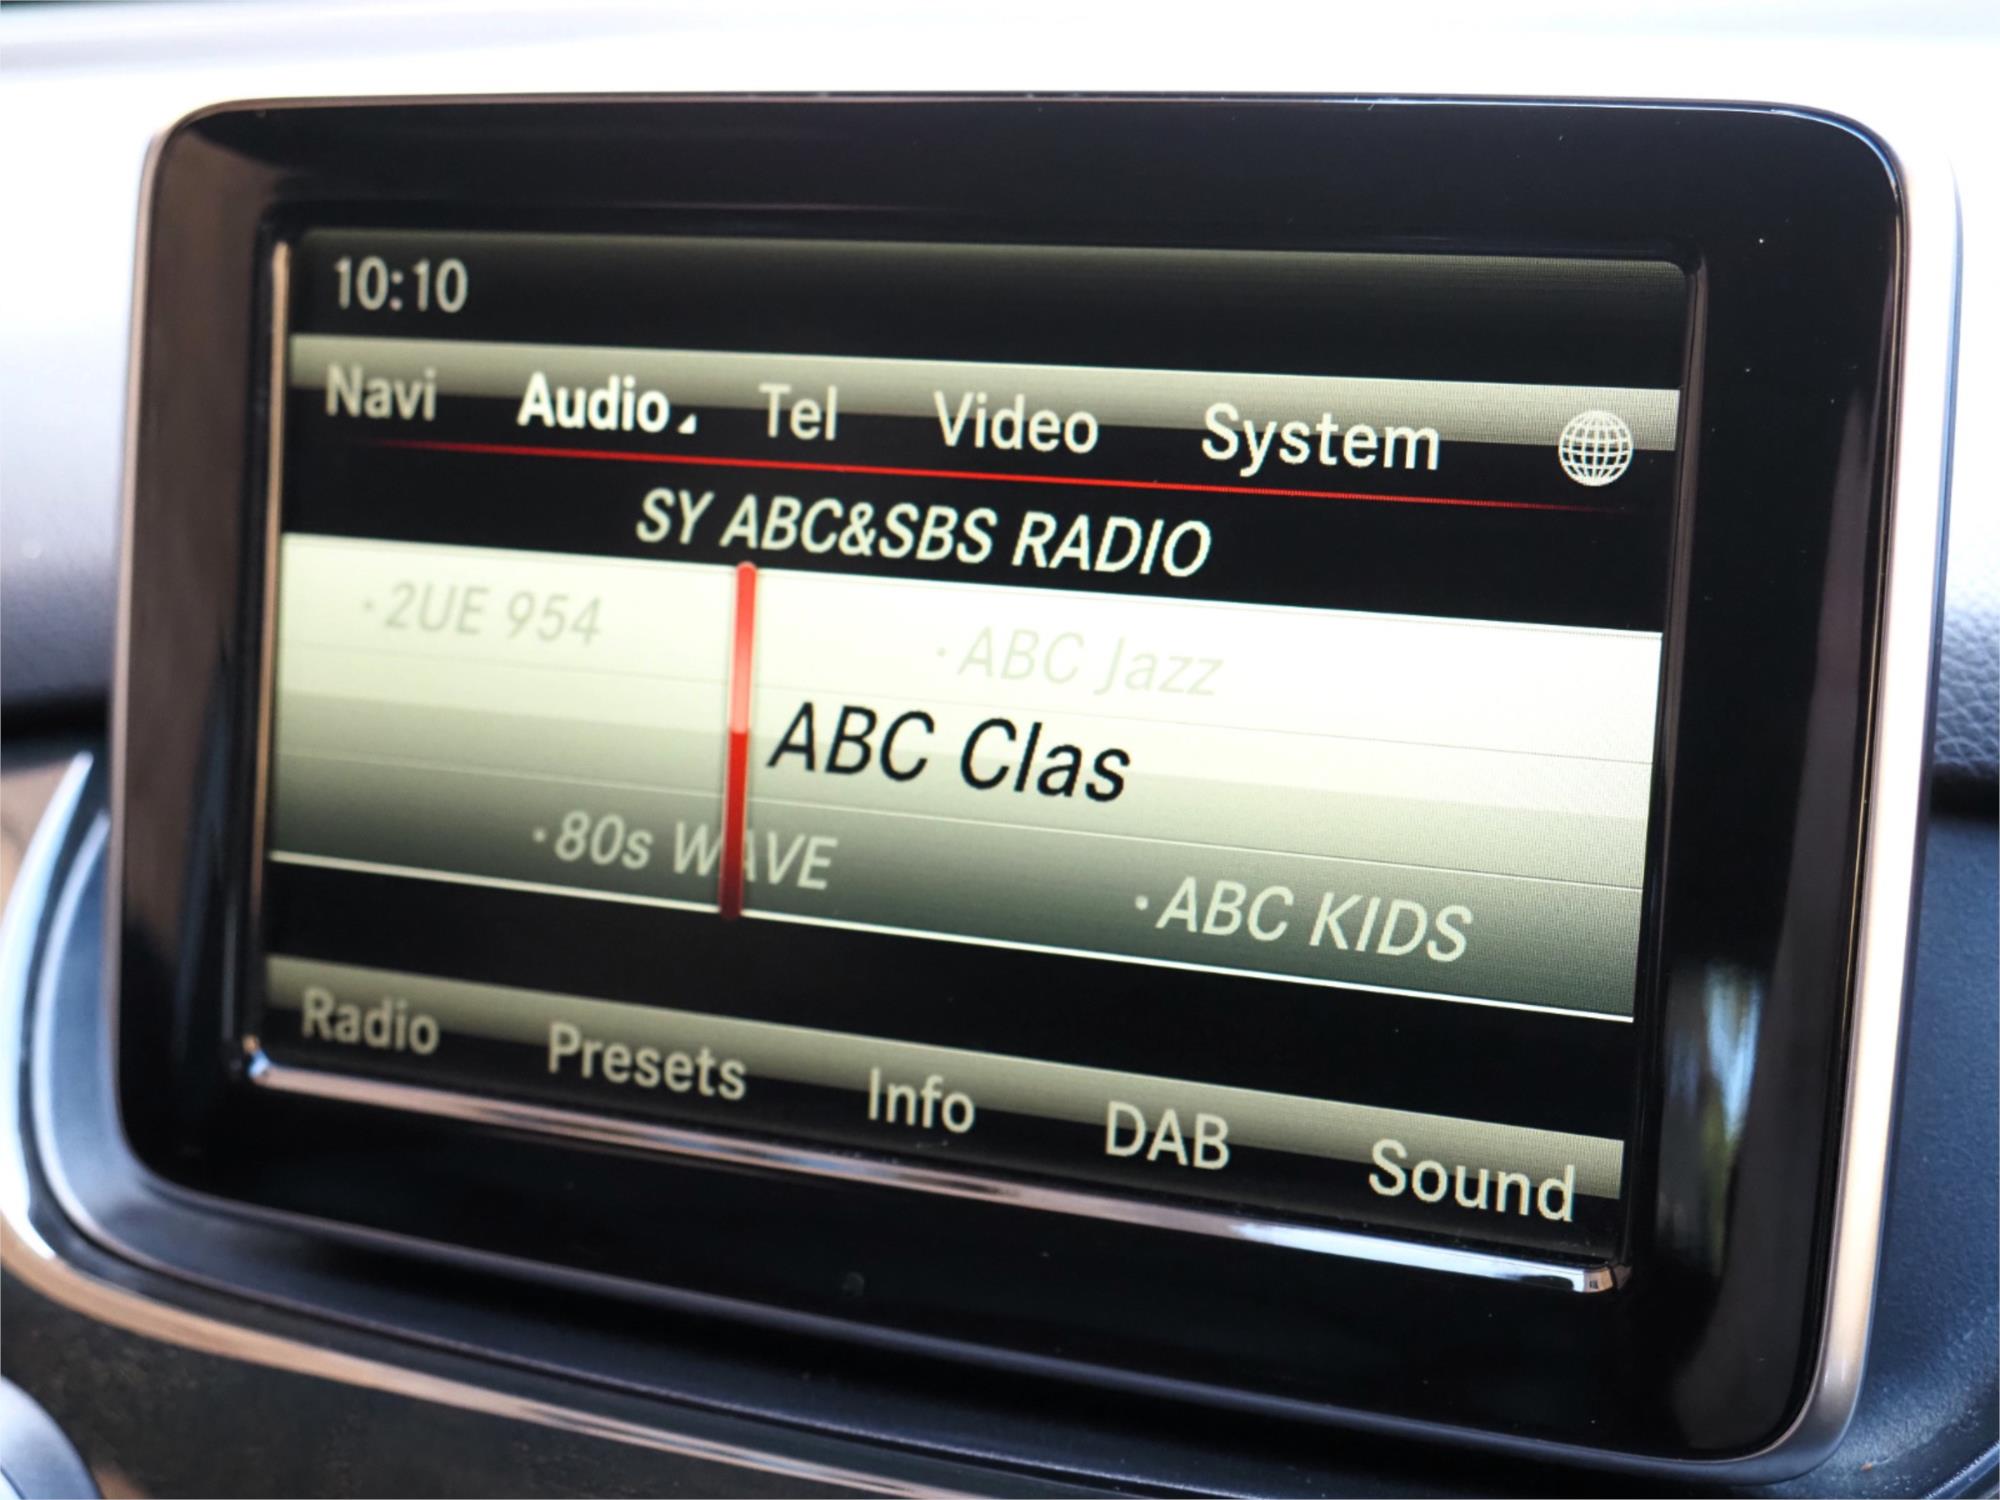 10:10
Navi Audio Tel Video System
SY ABC&SBS RADIO
·2UE 954 ·ABC Jazz
ABC Clas
·80s WAVE ·ABC KIDS
Radio Presets Info DAB Sound